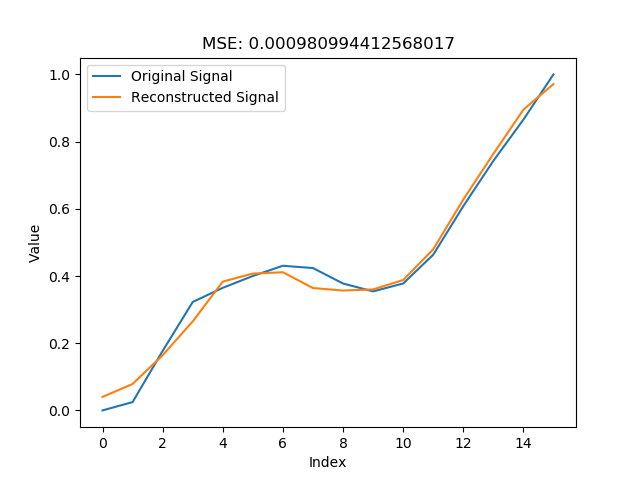 MSE: 0.000980994412568017
Original Signal
Reconstructed Signal
1.0
0.8
0.6
0.4
0.2
0.0
Value
0 2 4 6 8 10 12 14
Index